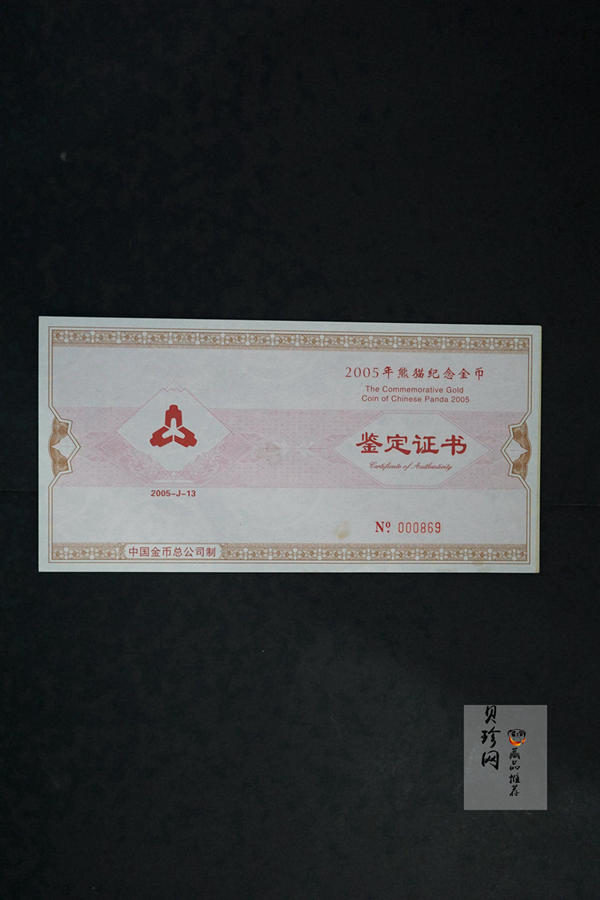 2005年熊猫纪念金币
The Commemorative Gold
Coin of Chinese Panda 2005
鉴定证书
Certificate of Authenticity
2005-J-13
Nº 000869
中国金币总公司制
贝珍网
藏品推荐